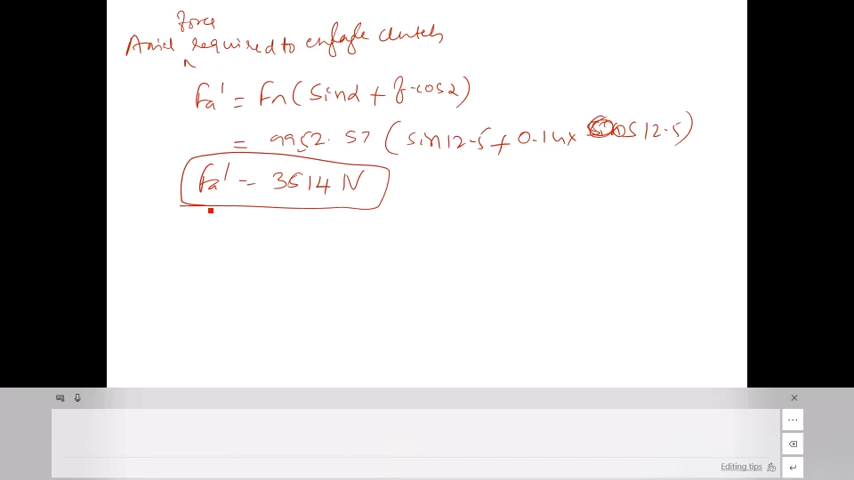 force
Axial required to engage clutch
Fa' = Fn(sinα + f·cosα)
= 9952.57 (sin12.5 + 0.14x cos12.5)
Fa' = 3514 N
Editing tips